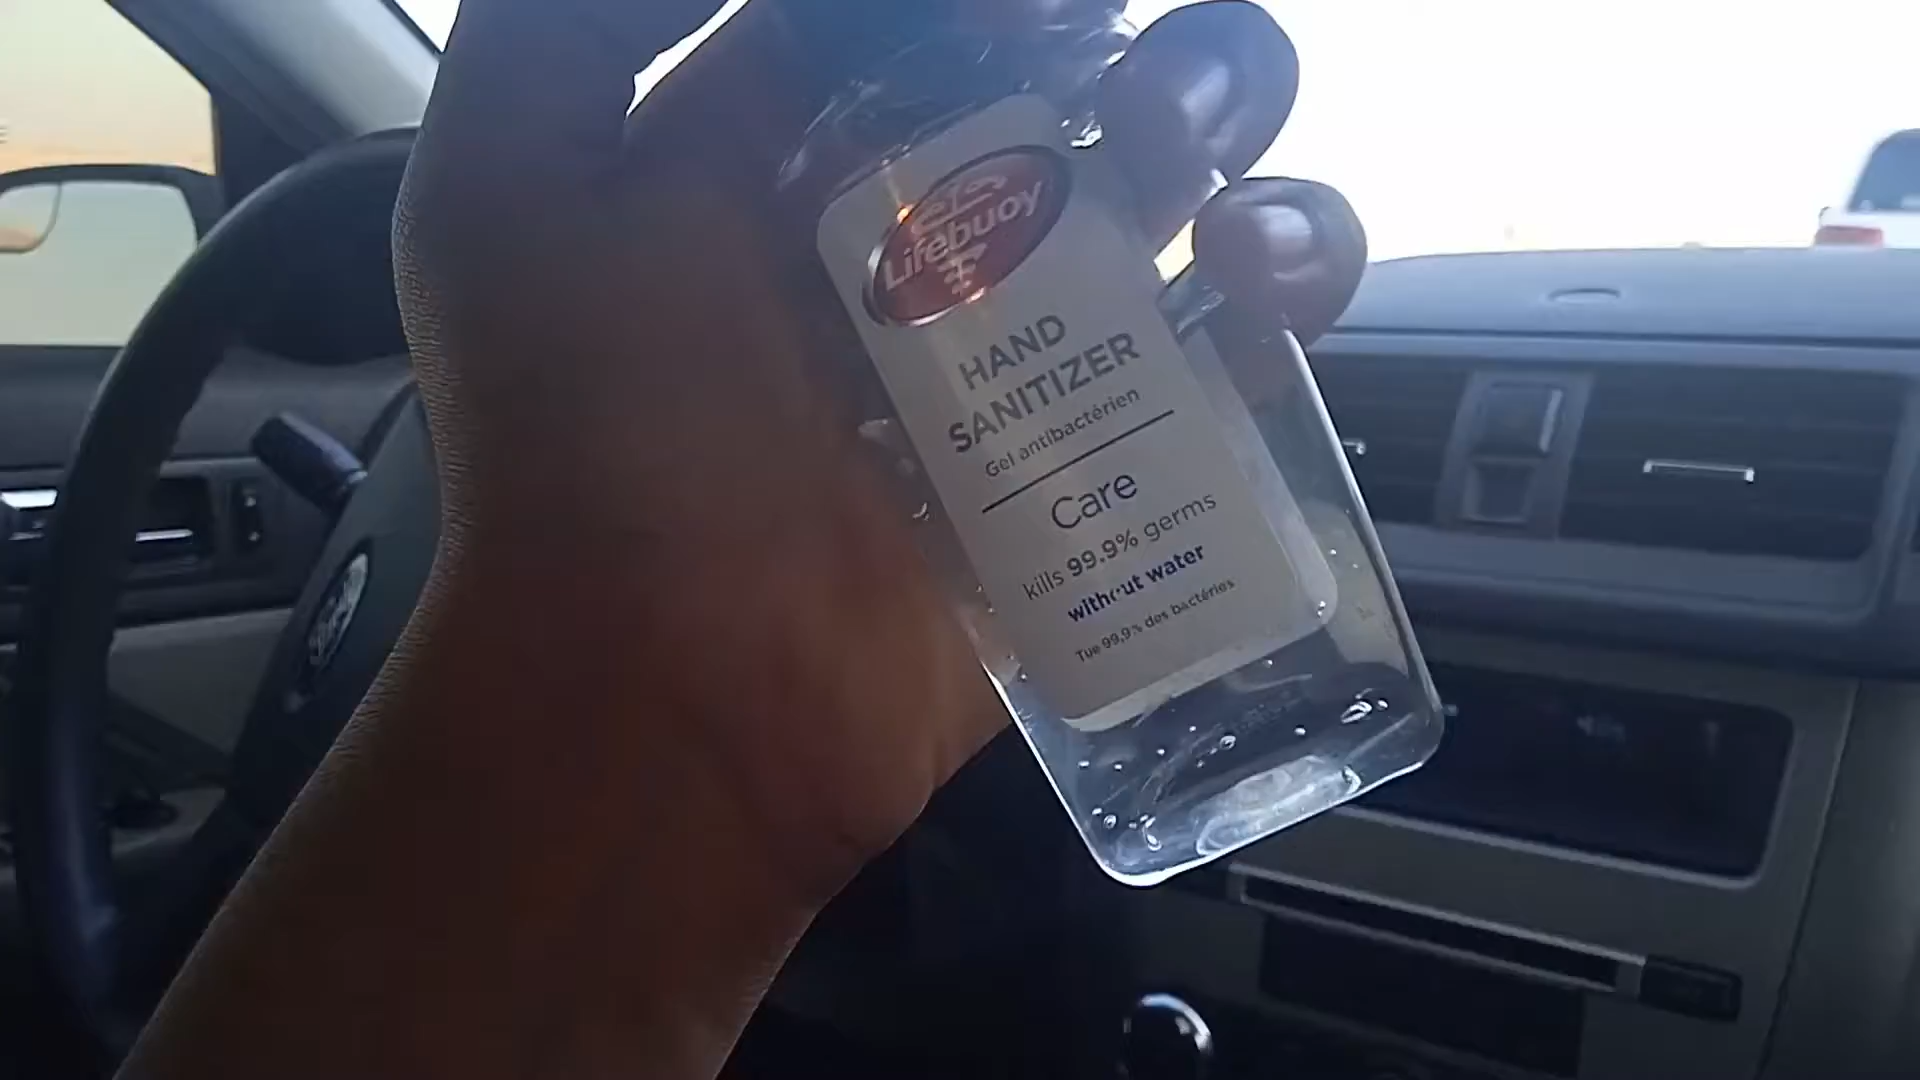 Lifebuoy
HAND
SANITIZER
Gel antibactérien
Care
kills 99.9% germs
without water
Tue 99,9% des bactéries